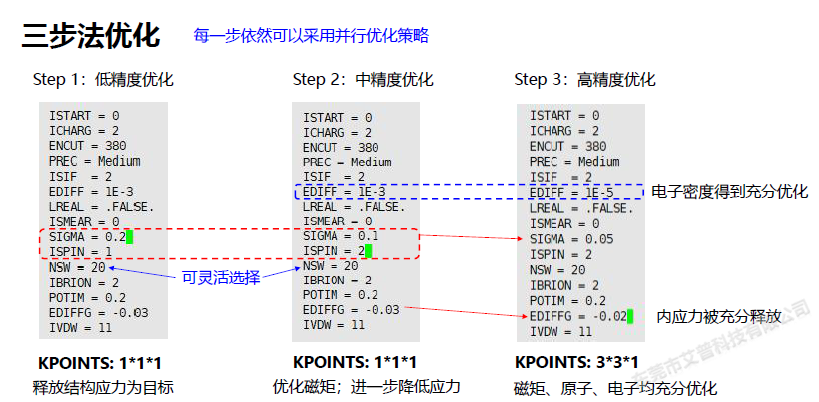 三步法优化
每一步依然可以采用并行优化策略
Step 1：低精度优化
ISTART = 0
ICHARG = 2
ENCUT = 380
PREC = Medium
ISIF = 2
EDIFF = 1E-3
LREAL = .FALSE.
ISMEAR = 0
SIGMA = 0.2
ISPIN = 1
NSW = 20
IBRION = 2
POTIM = 0.2
EDIFFG = -0.03
IVDW = 11
KPOINTS: 1*1*1
释放结构应力为目标
可灵活选择
Step 2：中精度优化
ISTART = 0
ICHARG = 2
ENCUT = 380
PREC = Medium
ISIF = 2
EDIFF = 1E-3
LREAL = .FALSE.
ISMEAR = 0
SIGMA = 0.1
ISPIN = 2
NSW = 20
IBRION = 2
POTIM = 0.2
EDIFFG = -0.03
IVDW = 11
KPOINTS: 1*1*1
优化磁矩；进一步降低应力
Step 3：高精度优化
ISTART = 0
ICHARG = 2
ENCUT = 380
PREC = Medium
ISIF = 2
EDIFF = 1E-5
LREAL = .FALSE.
ISMEAR = 0
SIGMA = 0.05
ISPIN = 2
NSW = 20
IBRION = 2
POTIM = 0.2
EDIFFG = -0.02
IVDW = 11
KPOINTS: 3*3*1
磁矩、原子、电子均充分优化
电子密度得到充分优化
内应力被充分释放
东莞市艾普科技有限公司